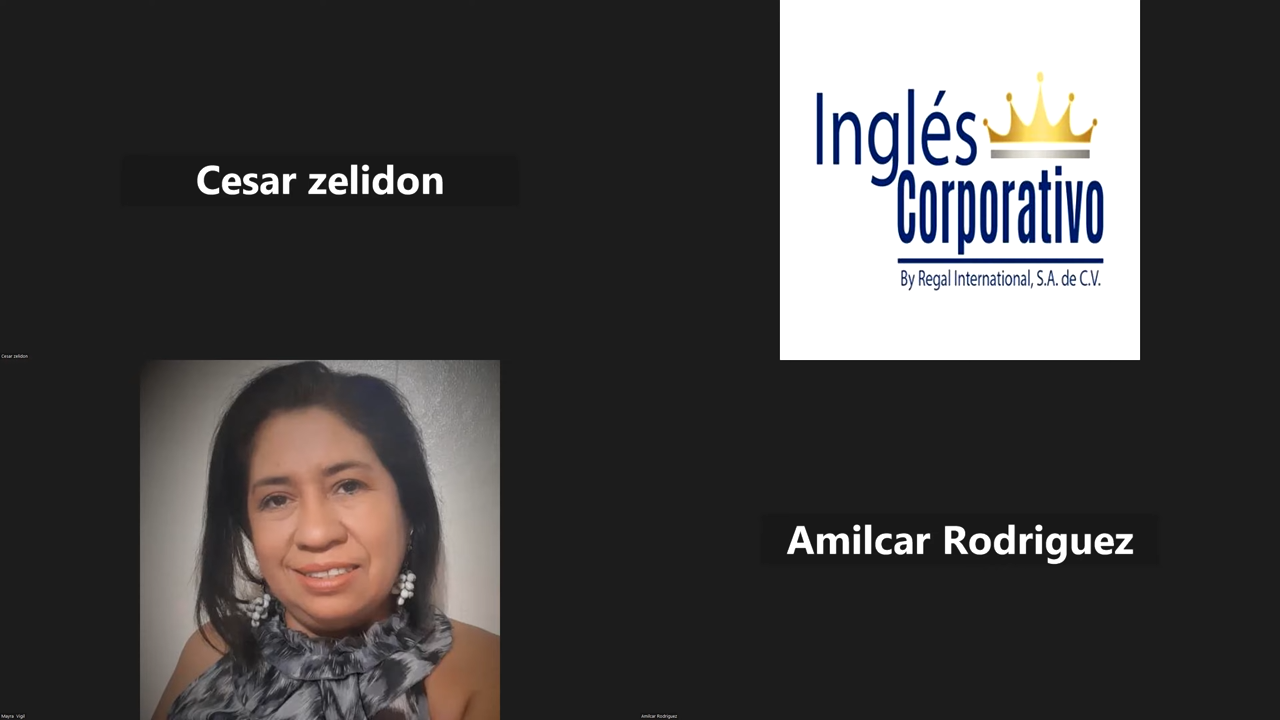 Cesar zelidon
Inglés
Corporativo
By Regal International, S.A. de C.V.
Cesar zelidon
Amilcar Rodriguez
Mayra Vigil
Amilcar Rodriguez